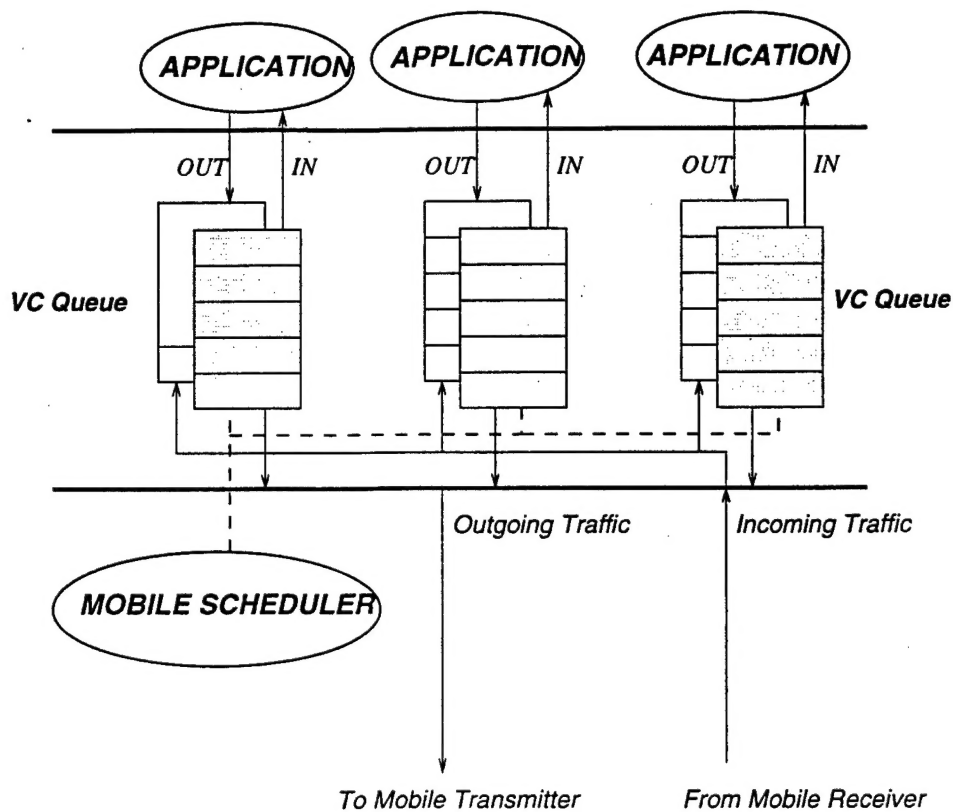 APPLICATION APPLICATION APPLICATION
OUT IN OUT IN OUT IN
VC Queue VC Queue
Outgoing Traffic Incoming Traffic
MOBILE SCHEDULER
To Mobile Transmitter From Mobile Receiver